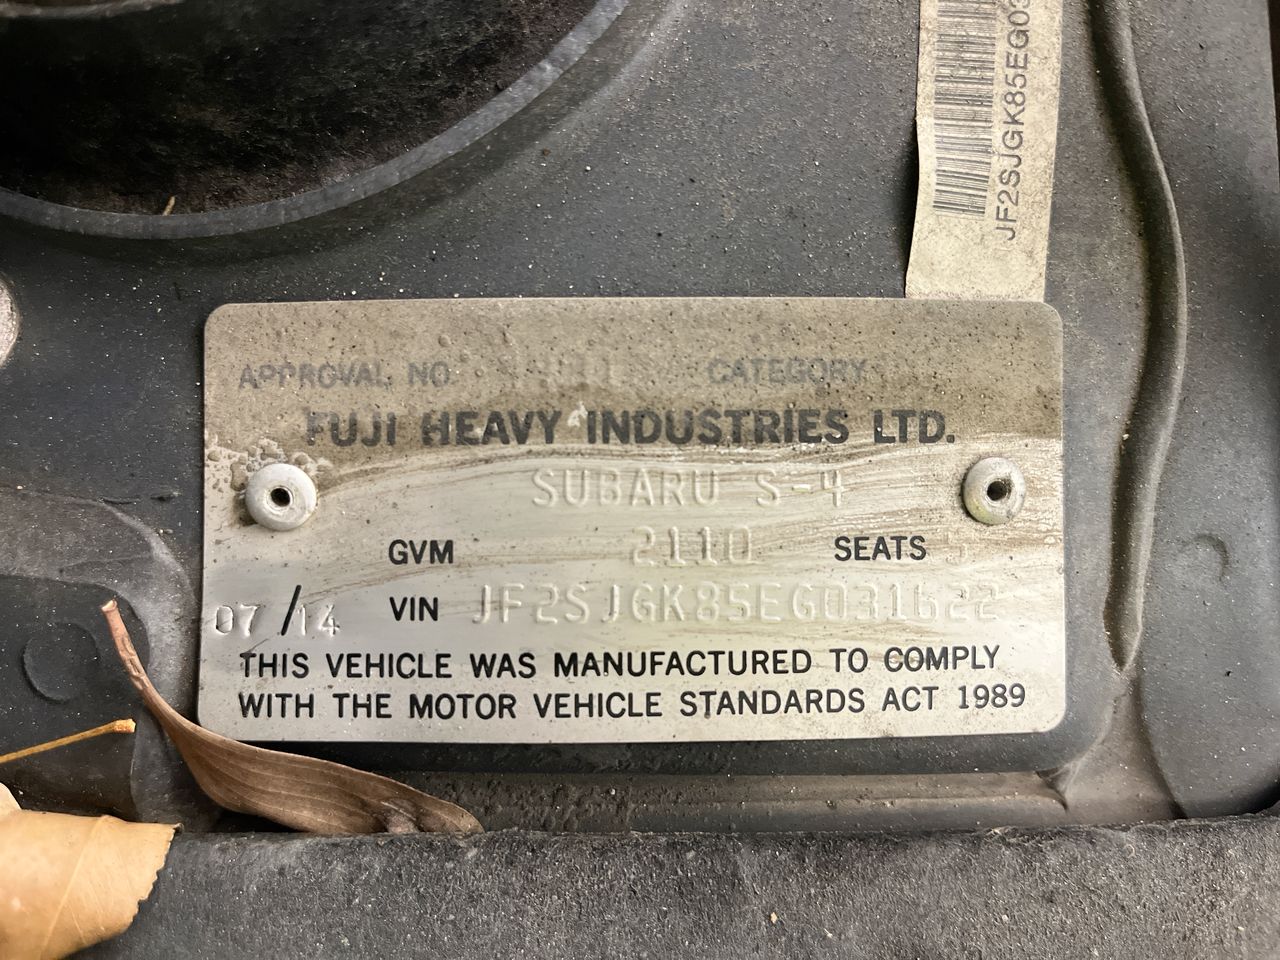 JF2SJGK85EG03
APPROVAL NO. CATEGORY
FUJI HEAVY INDUSTRIES LTD.
SUBARU S-4
GVM 2110 SEATS 5
07/14 VIN JF2SJGK85EG031622
THIS VEHICLE WAS MANUFACTURED TO COMPLY
WITH THE MOTOR VEHICLE STANDARDS ACT 1989